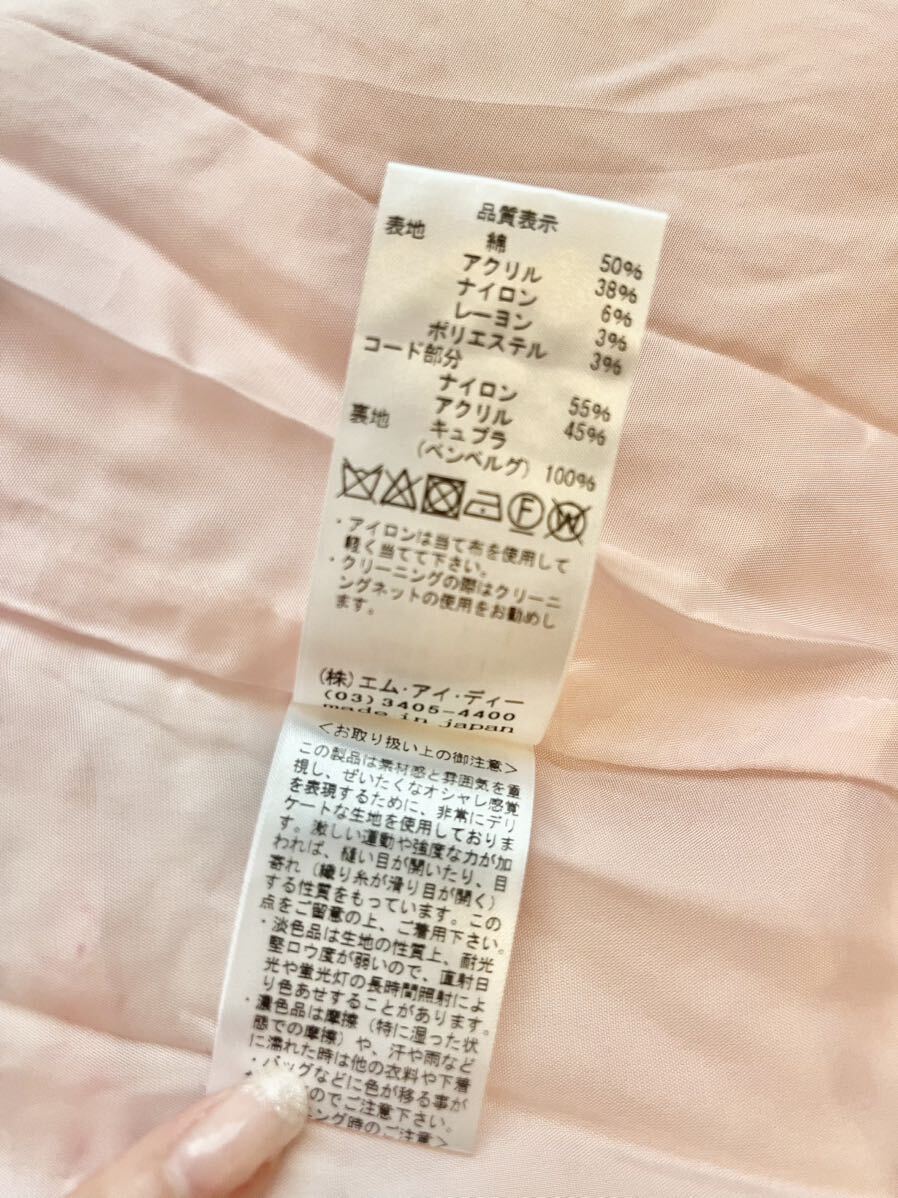 品質表示
表地
綿 50%
アクリル 38%
ナイロン 6%
レーヨン 3%
ポリエステル 3%
コード部分
ナイロン 55%
アクリル 45%
裏地 キュプラ
(ベンベルグ) 100%
F W
・アイロンは当て布を使用して
軽く当てて下さい。
・クリーニングの際はクリーニ
ングネットの使用をお勧めし
ます。
(株)エム・アイ・ディー
(03)3405-4400
made in japan
<お取り扱い上の御注意>
この製品は素材感と雰囲気を重
視し、ぜいたくなオシャレ感覚
を表現するために、非常にデリ
ケートな生地を使用しておりま
す。激しい運動や強度な力が加
われば、縫い目が開いたり、目
寄れ(織り糸が滑り目が開く)
する性質をもっています。この
点をご留意の上、ご着用下さい。
・淡色品は生地の性質上、耐光
堅ロウ度が弱いので、直射日
光や蛍光灯の長時間照射によ
り色あせすることがあります。
・濃色品は摩擦(特に湿った状
態での摩擦)や、汗や雨など
に濡れた時は他の衣料や下着
・バッグなどに色が移る事が
のでご注意下さい。
ング時のご注意>